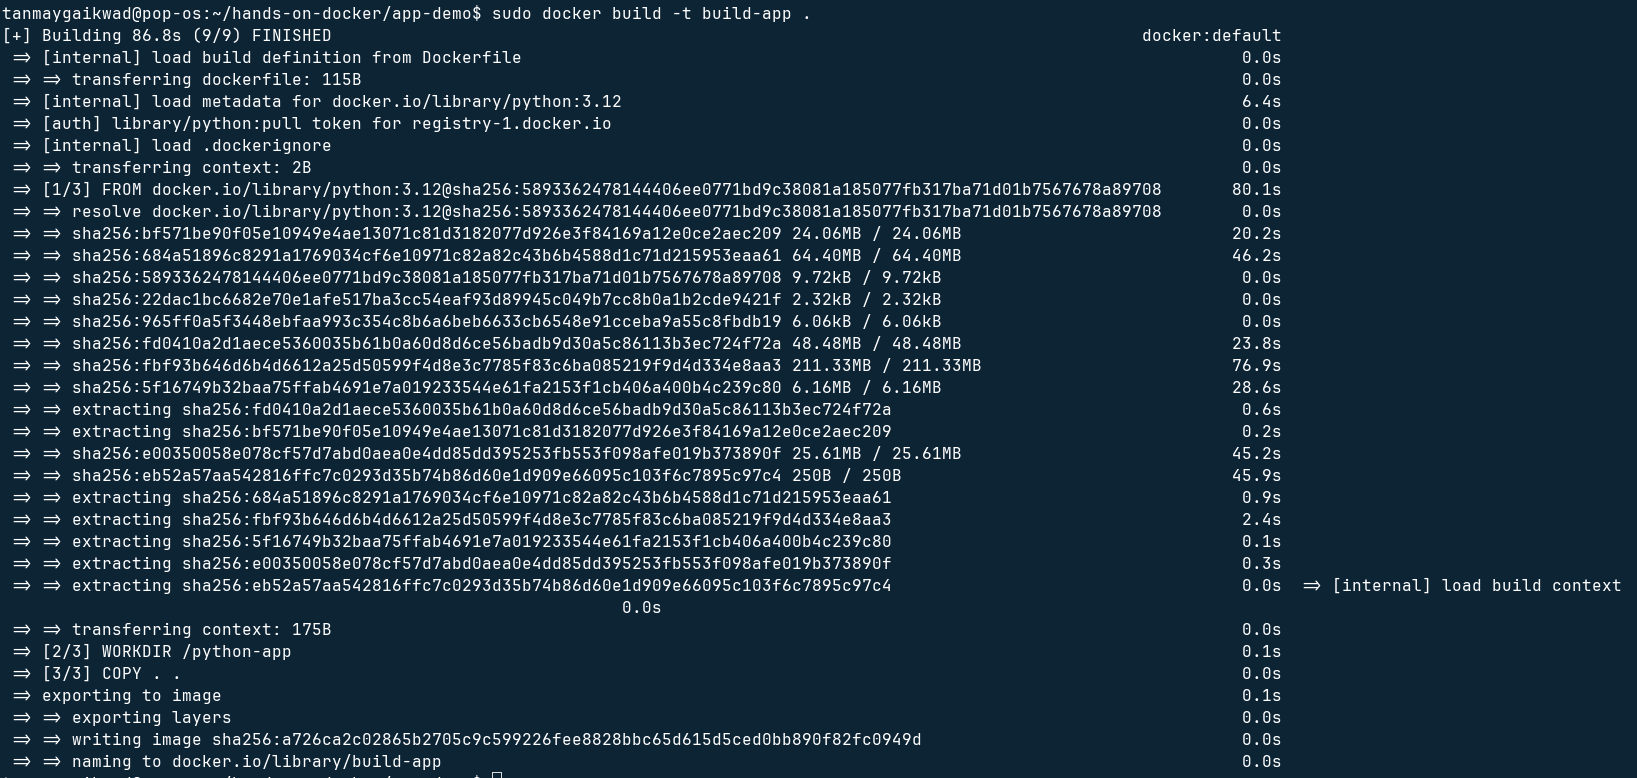 tanmaygaikwad@pop-os:~/hands-on-docker/app-demo$ sudo docker build -t build-app .
[+] Building 86.8s (9/9) FINISHED docker:default
=> [internal] load build definition from Dockerfile 0.0s
=> => transferring dockerfile: 115B 0.0s
=> [internal] load metadata for docker.io/library/python:3.12 6.4s
=> [auth] library/python:pull token for registry-1.docker.io 0.0s
=> [internal] load .dockerignore 0.0s
=> => transferring context: 2B 0.0s
=> [1/3] FROM docker.io/library/python:3.12@sha256:5893362478144406ee0771bd9c38081a185077fb317ba71d01b7567678a89708 80.1s
=> => resolve docker.io/library/python:3.12@sha256:5893362478144406ee0771bd9c38081a185077fb317ba71d01b7567678a89708 0.0s
=> => sha256:bf571be90f05e10949e4ae13071c81d3182077d926e3f84169a12e0ce2aec209 24.06MB / 24.06MB 20.2s
=> => sha256:684a51896c8291a1769034cf6e10971c82a82c43b6b4588d1c71d215953eaa61 64.40MB / 64.40MB 46.2s
=> => sha256:5893362478144406ee0771bd9c38081a185077fb317ba71d01b7567678a89708 9.72kB / 9.72kB 0.0s
=> => sha256:22dac1bc6682e70e1afe517ba3cc54eaf93d89945c049b7cc8b0a1b2cde9421f 2.32kB / 2.32kB 0.0s
=> => sha256:965ff0a5f3448ebfaa993c354c8b6a6beb6633cb6548e91cceba9a55c8fbdb19 6.06kB / 6.06kB 0.0s
=> => sha256:fd0410a2d1aece5360035b61b0a60d8d6ce56badb9d30a5c86113b3ec724f72a 48.48MB / 48.48MB 23.8s
=> => sha256:fbf93b646d6b4d6612a25d50599f4d8e3c7785f83c6ba085219f9d4d334e8aa3 211.33MB / 211.33MB 76.9s
=> => sha256:5f16749b32baa75ffab4691e7a019233544e61fa2153f1cb406a400b4c239c80 6.16MB / 6.16MB 28.6s
=> => extracting sha256:fd0410a2d1aece5360035b61b0a60d8d6ce56badb9d30a5c86113b3ec724f72a 0.6s
=> => extracting sha256:bf571be90f05e10949e4ae13071c81d3182077d926e3f84169a12e0ce2aec209 0.2s
=> => sha256:e00350058e078cf57d7abd0aea0e4dd85dd395253fb553f098afe019b373890f 25.61MB / 25.61MB 45.2s
=> => sha256:eb52a57aa542816ffc7c0293d35b74b86d60e1d909e66095c103f6c7895c97c4 250B / 250B 45.9s
=> => extracting sha256:684a51896c8291a1769034cf6e10971c82a82c43b6b4588d1c71d215953eaa61 0.9s
=> => extracting sha256:fbf93b646d6b4d6612a25d50599f4d8e3c7785f83c6ba085219f9d4d334e8aa3 2.4s
=> => extracting sha256:5f16749b32baa75ffab4691e7a019233544e61fa2153f1cb406a400b4c239c80 0.1s
=> => extracting sha256:e00350058e078cf57d7abd0aea0e4dd85dd395253fb553f098afe019b373890f 0.3s
=> => extracting sha256:eb52a57aa542816ffc7c0293d35b74b86d60e1d909e66095c103f6c7895c97c4 0.0s => [internal] load build context
0.0s
=> => transferring context: 175B 0.0s
=> [2/3] WORKDIR /python-app 0.1s
=> [3/3] COPY . . 0.0s
=> exporting to image 0.1s
=> => exporting layers 0.0s
=> => writing image sha256:a726ca2c02865b2705c9c599226fee8828bbc65d615d5ced0bb890f82fc0949d 0.0s
=> => naming to docker.io/library/build-app 0.0s